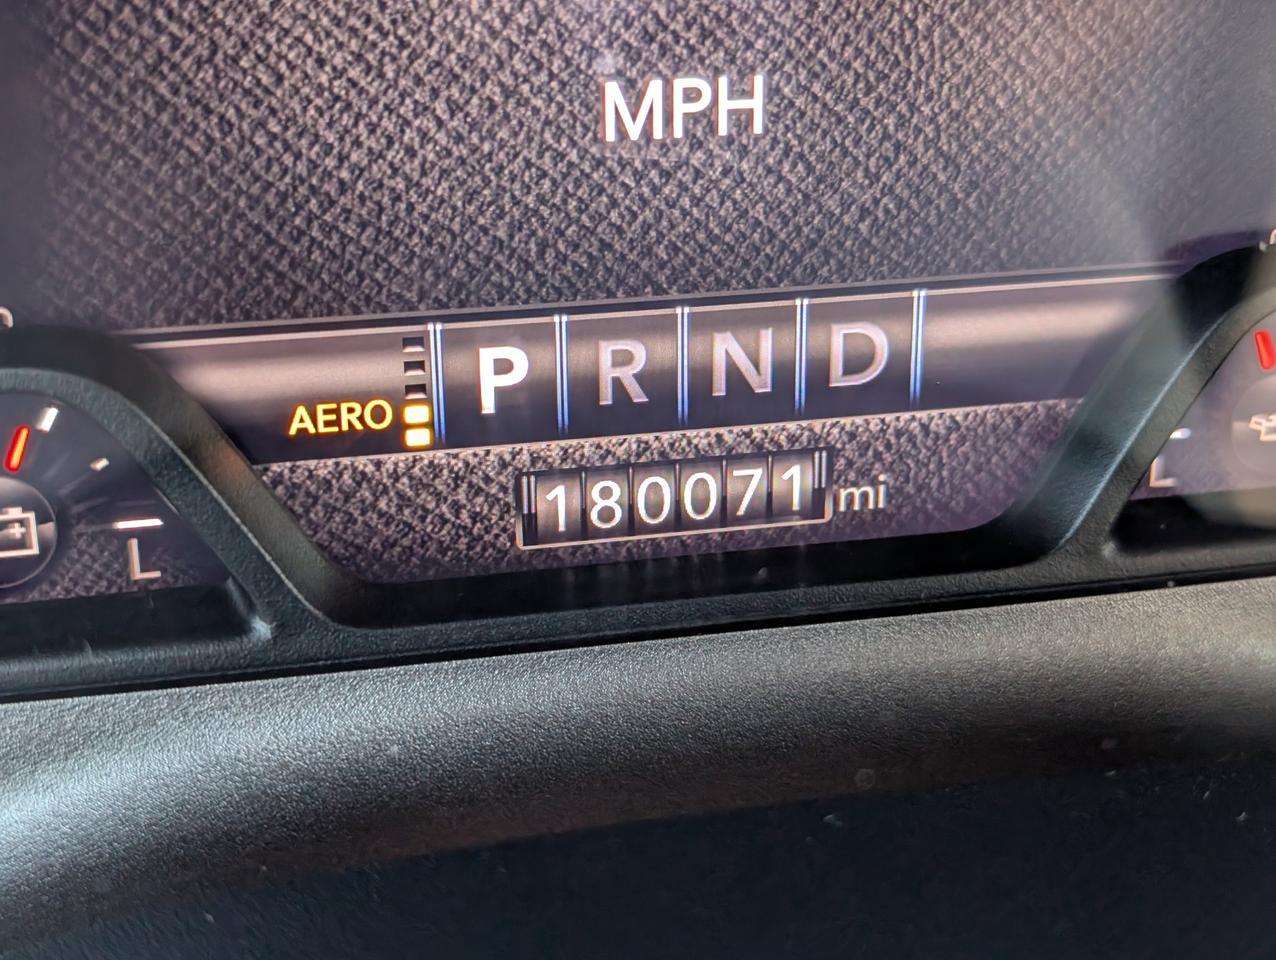 MPH
AERO P R N D
180071 mi
L L